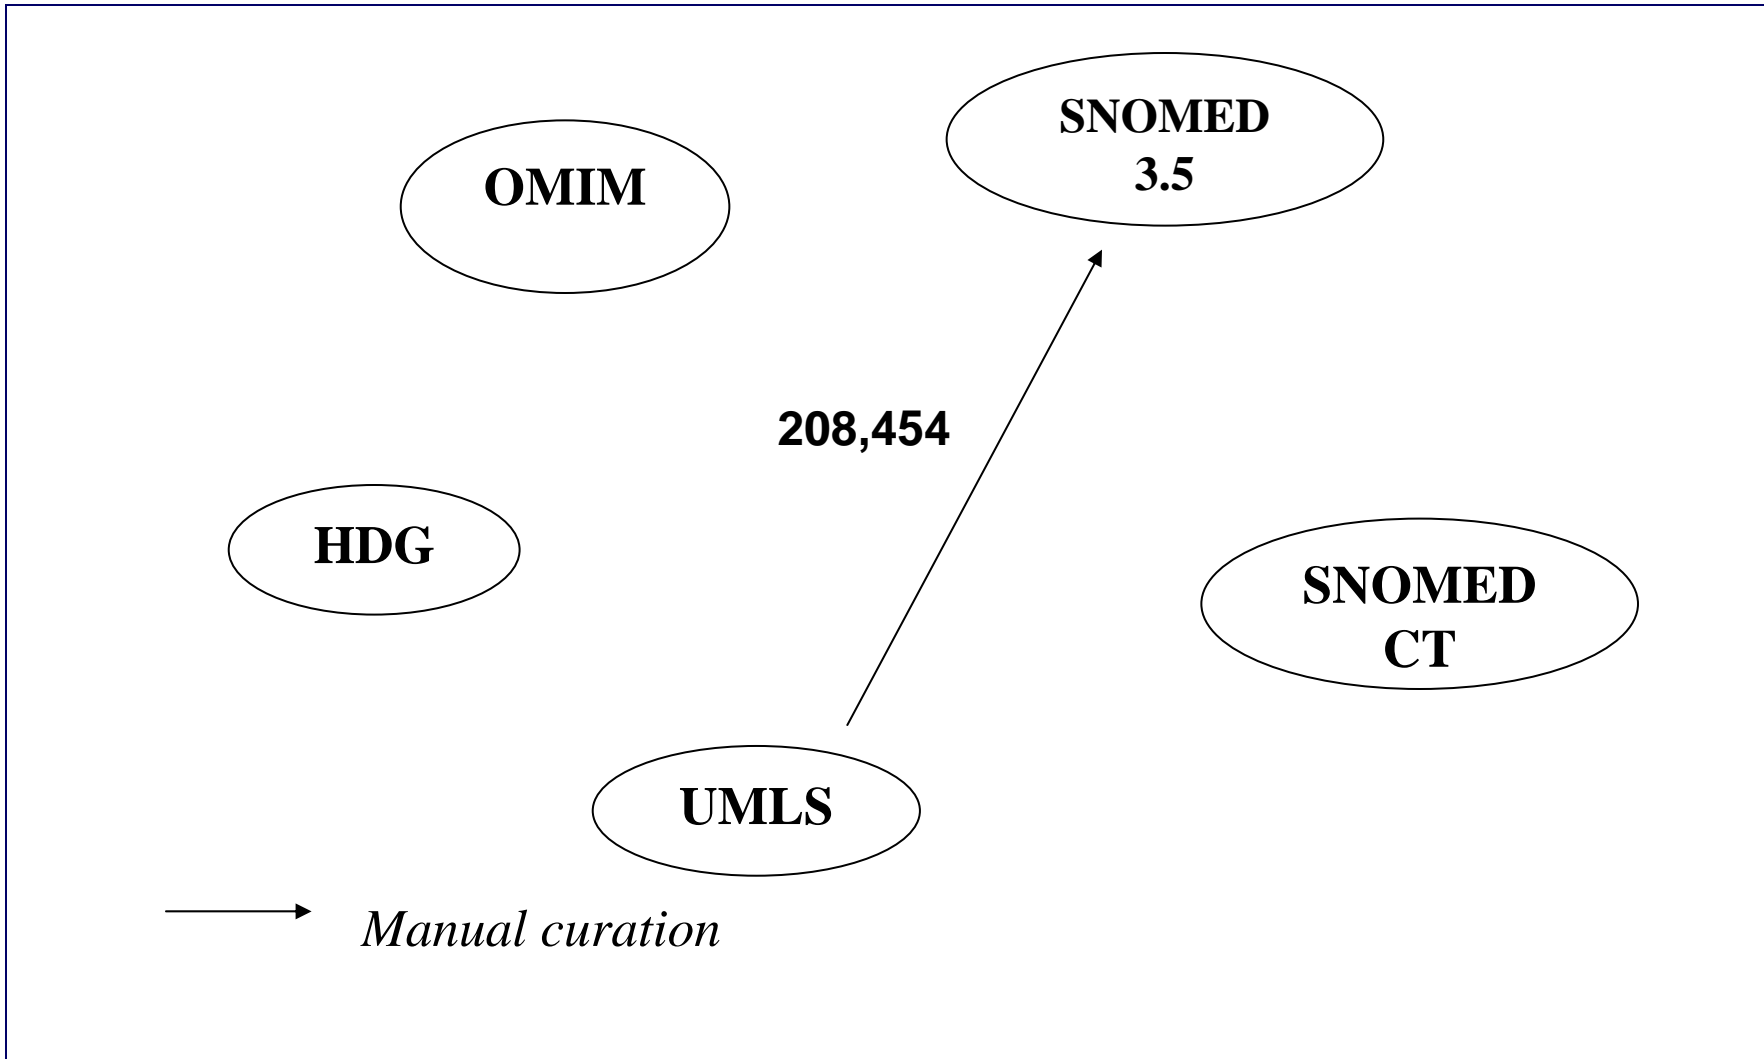 SNOMED
3.5
OMIM
208,454
HDG
SNOMED
CT
UMLS
Manual curation